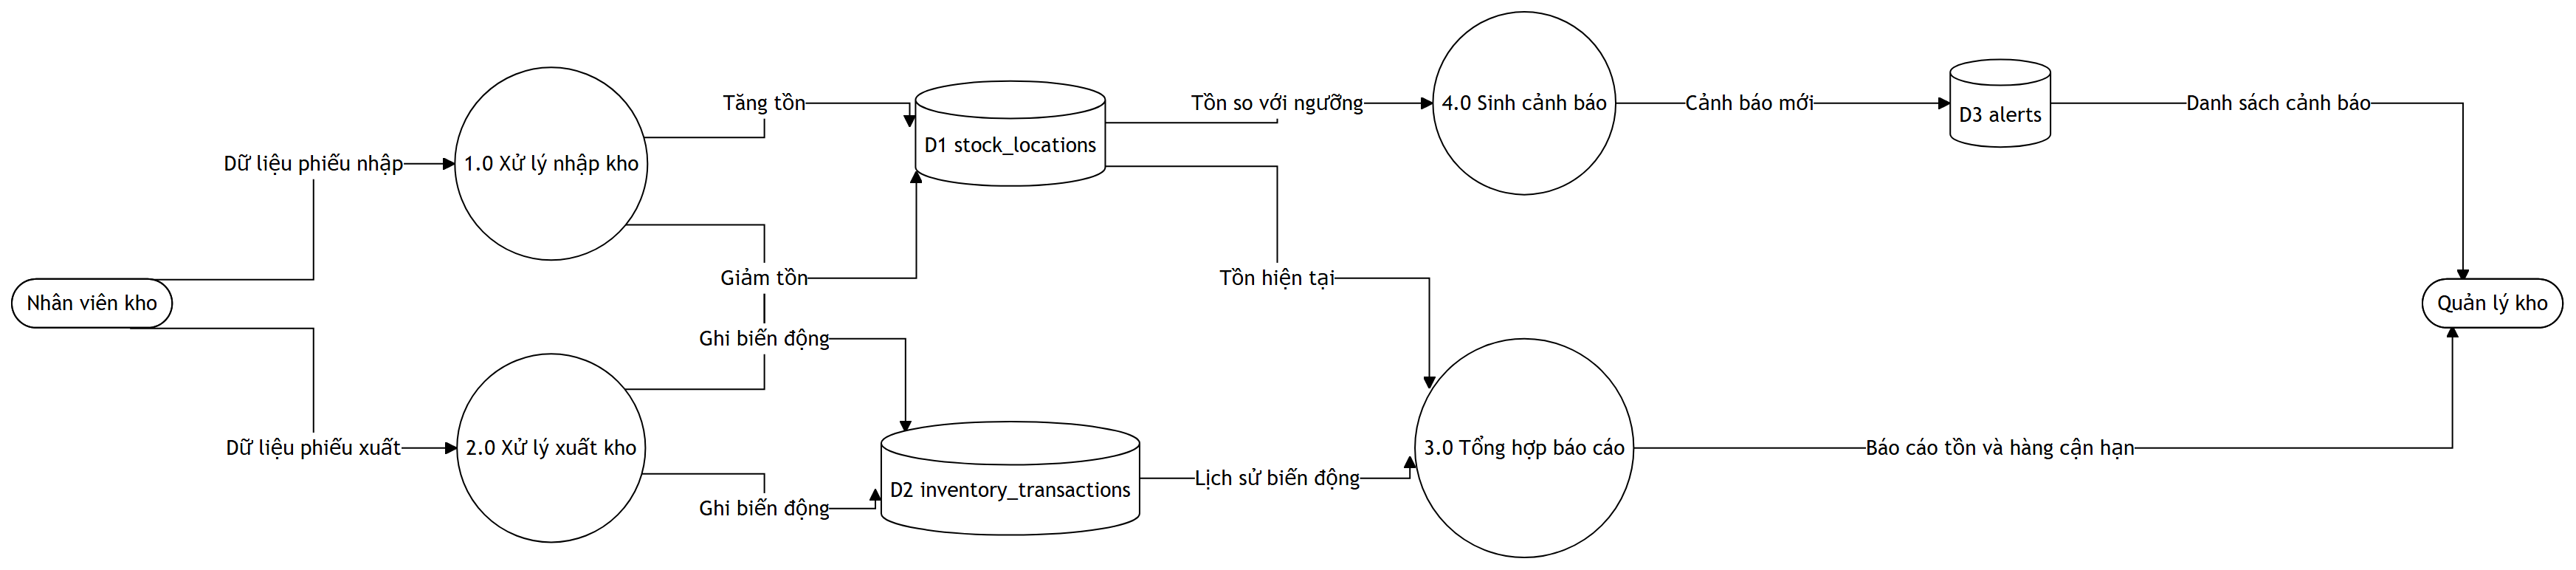 Nhân viên kho
Dữ liệu phiếu nhập
Dữ liệu phiếu xuất
1.0 Xử lý nhập kho
2.0 Xử lý xuất kho
Tăng tồn
Giảm tồn
Ghi biến động
Ghi biến động
D1 stock_locations
D2 inventory_transactions
Tồn so với ngưỡng
Tồn hiện tại
Lịch sử biến động
4.0 Sinh cảnh báo
3.0 Tổng hợp báo cáo
Cảnh báo mới
D3 alerts
Danh sách cảnh báo
Báo cáo tồn và hàng cận hạn
Quản lý kho